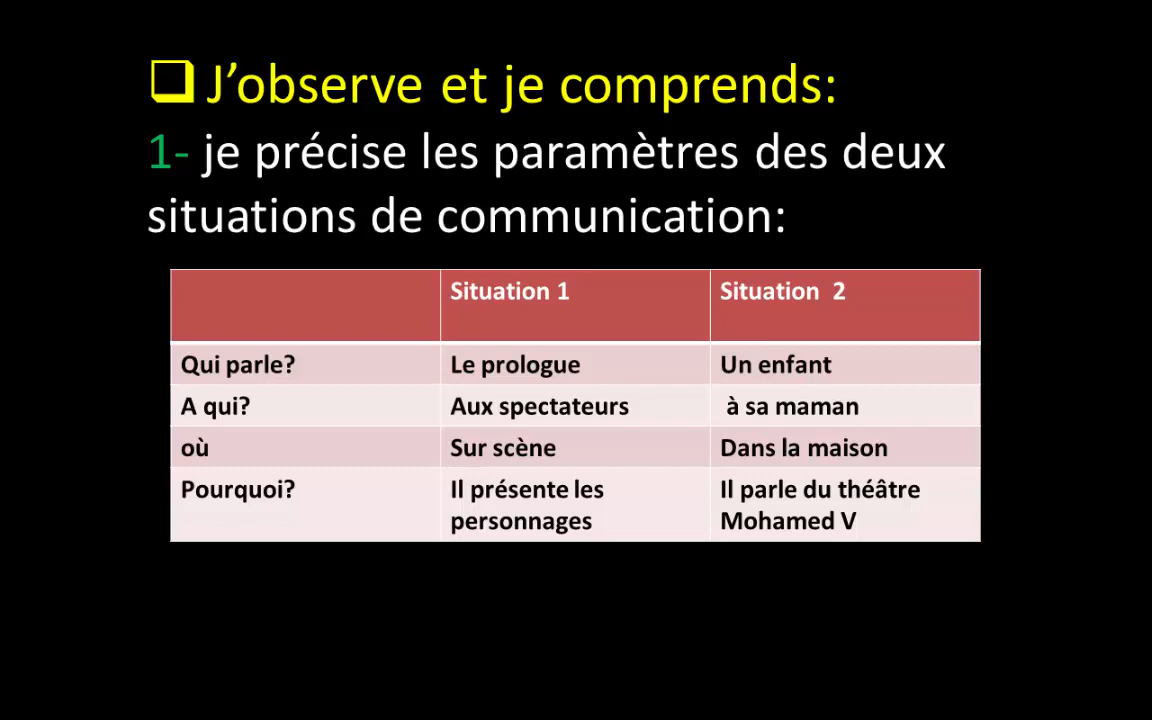 J’observe et je comprends:
1- je précise les paramètres des deux
situations de communication:
Situation 1 Situation 2
Qui parle? Le prologue Un enfant
A qui? Aux spectateurs à sa maman
où Sur scène Dans la maison
Pourquoi? Il présente les Il parle du théâtre
personnages Mohamed V